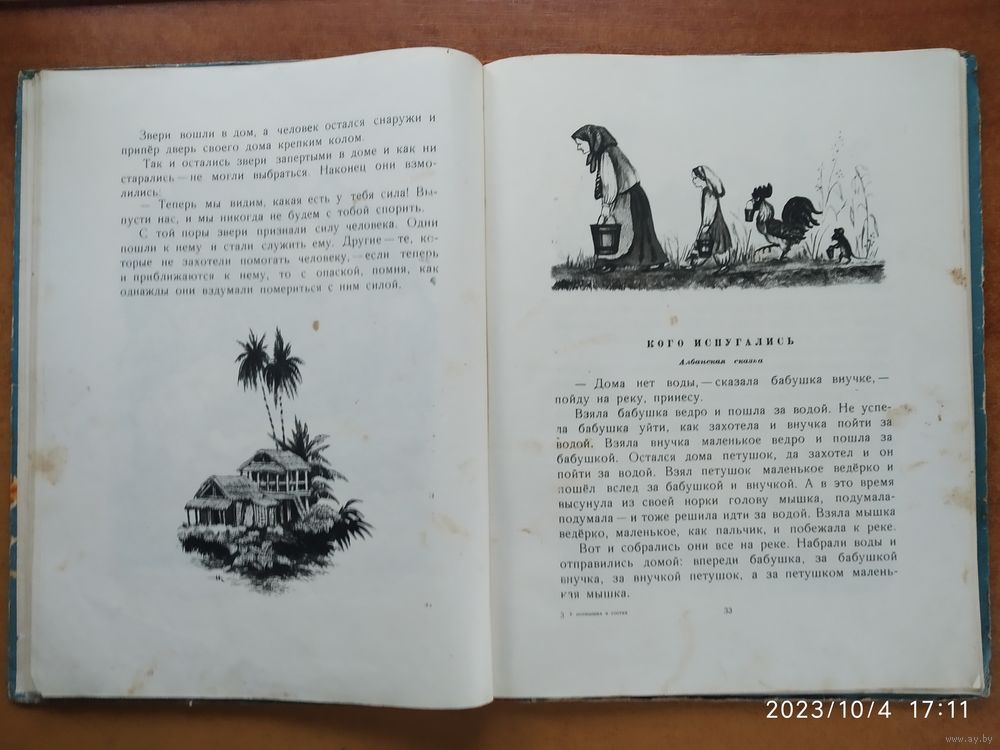 Звери вошли в дом, а человек остался снаружи и
припёр дверь своего дома крепким колом.
Так и остались звери запертыми в доме и как ни
старались — не могли выбраться. Наконец они взмо-
лились:
— Теперь мы видим, какая есть у тебя сила! Вы-
пусти нас, и мы никогда не будем с тобой спорить.
С той поры звери признали силу человека. Одни
пошли к нему и стали служить ему. Другие — те, ко-
торые не захотели помогать человеку, — если теперь
и приближаются к нему, то с опаской, помня, как
однажды они вздумали помериться с ним силой.
КОГО ИСПУГАЛИСЬ
Албанская сказка
— Дома нет воды, — сказала бабушка внучке, —
пойду на реку, принесу.
Взяла бабушка ведро и пошла за водой. Не успе-
ла бабушка уйти, как захотела и внучка пойти за
водой. Взяла внучка маленькое ведро и пошла за
бабушкой. Остался дома петушок, да захотел и он
пойти за водой. Взял петушок маленькое ведёрко и
пошёл вслед за бабушкой и внучкой. А в это время
высунула из своей норки голову мышка, подумала-
подумала — и тоже решила идти за водой. Взяла мышка
ведёрко, маленькое, как пальчик, и побежала к реке.
Вот и собрались они все на реке. Набрали воды и
отправились домой: впереди бабушка, за бабушкой
внучка, за внучкой петушок, а за петушком малень-
кая мышка.
3 У солнышка в гостях 33
2023/10/4 17:11
www.ay.by